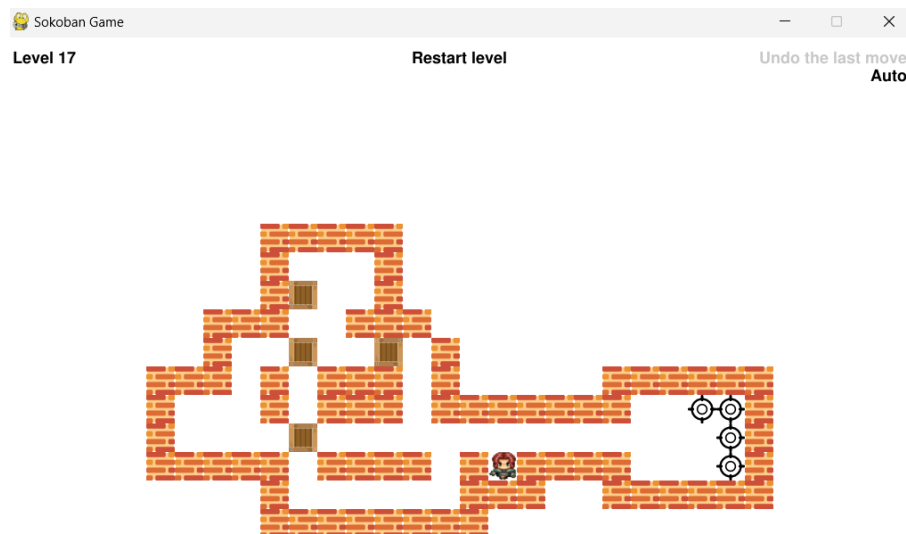 Sokoban Game
Level 17
Restart level
Undo the last move
Auto